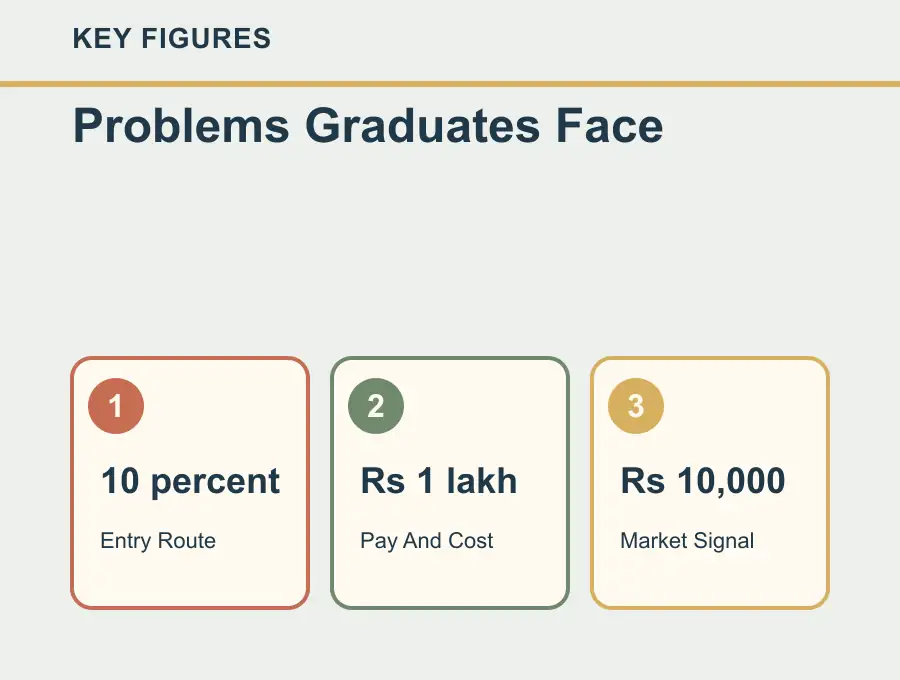 KEY FIGURES
Problems Graduates Face
1
10 percent
Entry Route
2
Rs 1 lakh
Pay And Cost
3
Rs 10,000
Market Signal